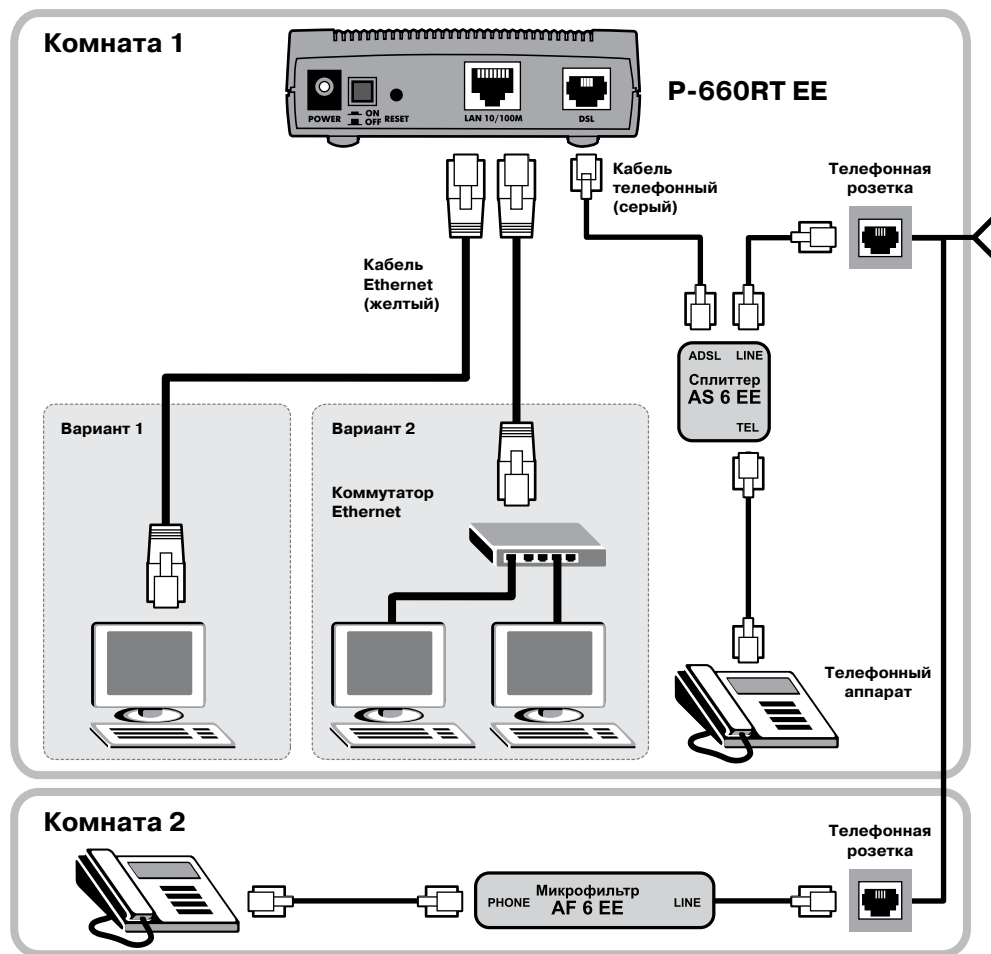 Комната 1
P-660RT EE
POWER
ON
OFF
RESET
LAN 10/100M
DSL
Кабель
телефонный
(серый)
Телефонная
розетка
Кабель
Ethernet
(желтый)
ADSL LINE
Сплиттер
AS 6 EE
TEL
Вариант 1
Вариант 2
Коммутатор
Ethernet
Телефонный
аппарат
Комната 2
Телефонная
розетка
PHONE
Микрофильтр
AF 6 EE
LINE